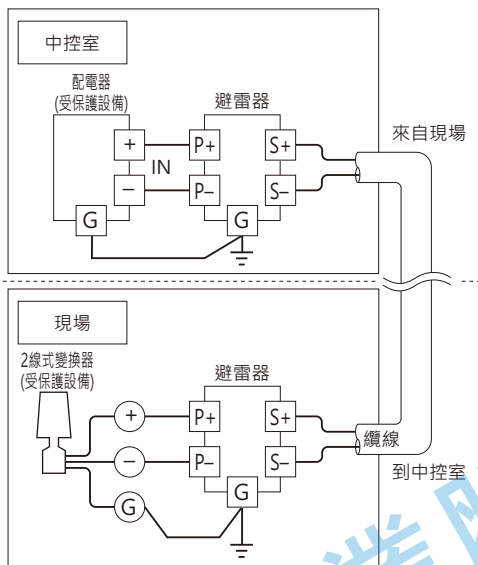 中控室
配電器
(受保護設備)
避雷器
+ P+ S+
來自現場
IN
− P− S−
G G
現場
2線式變換器
(受保護設備)
避雷器
+ P+ S+
纜線
− P− S−
到中控室
G G